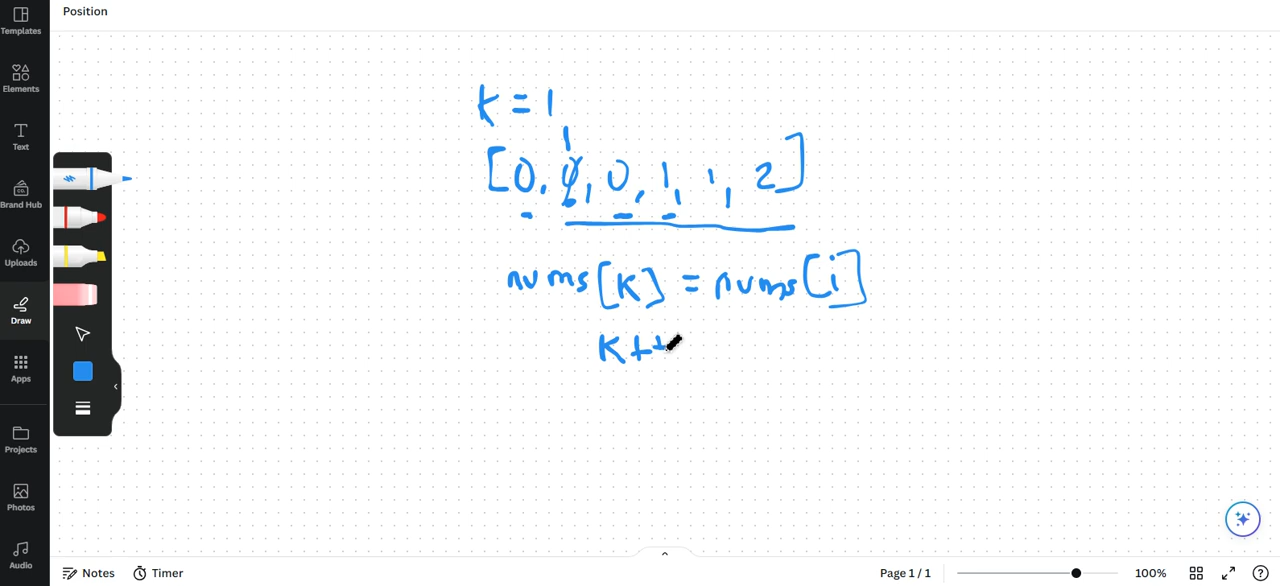 Position
Templates
Elements
Text
Brand Hub
Uploads
Draw
Apps
Projects
Photos
Audio
k = 1
1
[0, 0, 0, 1, 1, 2]
nums[k] = nums[i]
k++
Notes
Timer
Page 1 / 1
100%